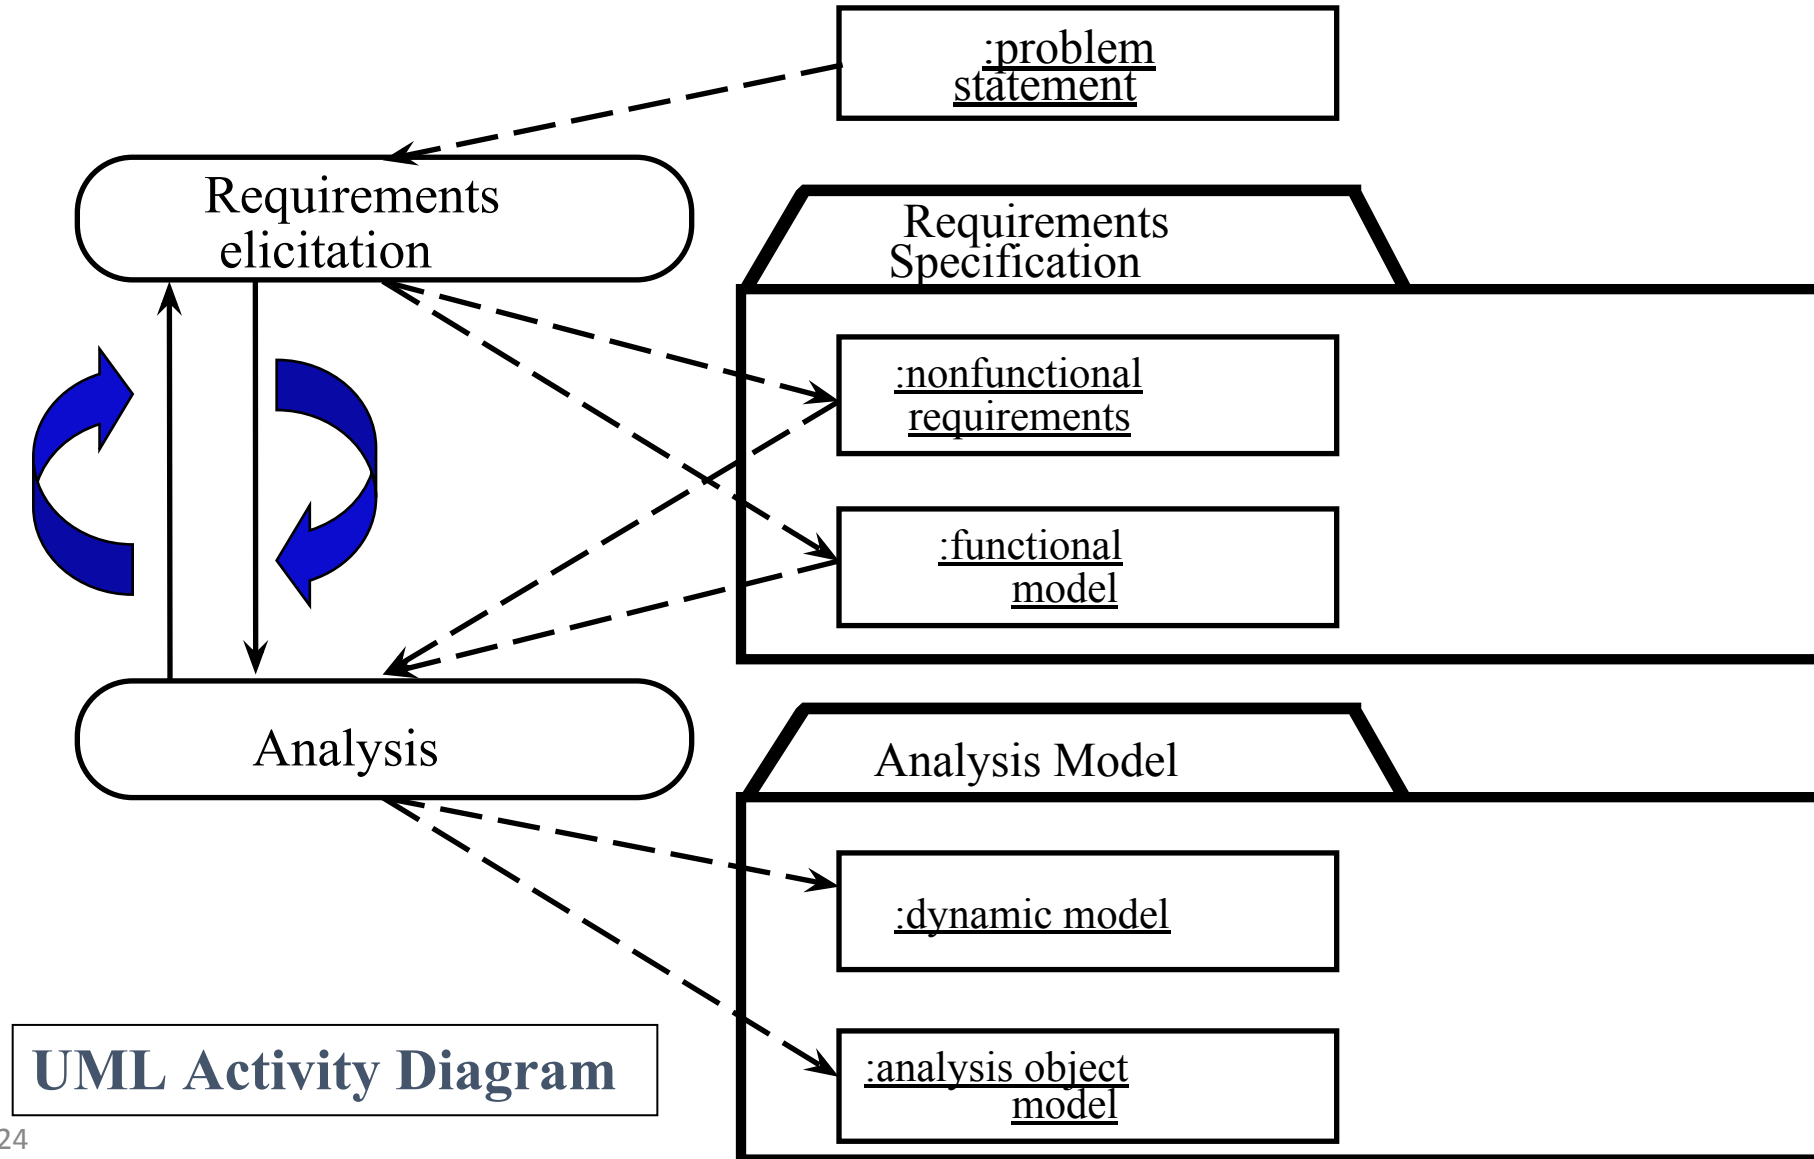 :problem
statement
Requirements
elicitation
Requirements
Specification
:nonfunctional
requirements
:functional
model
Analysis
Analysis Model
:dynamic model
:analysis object
model
UML Activity Diagram
24